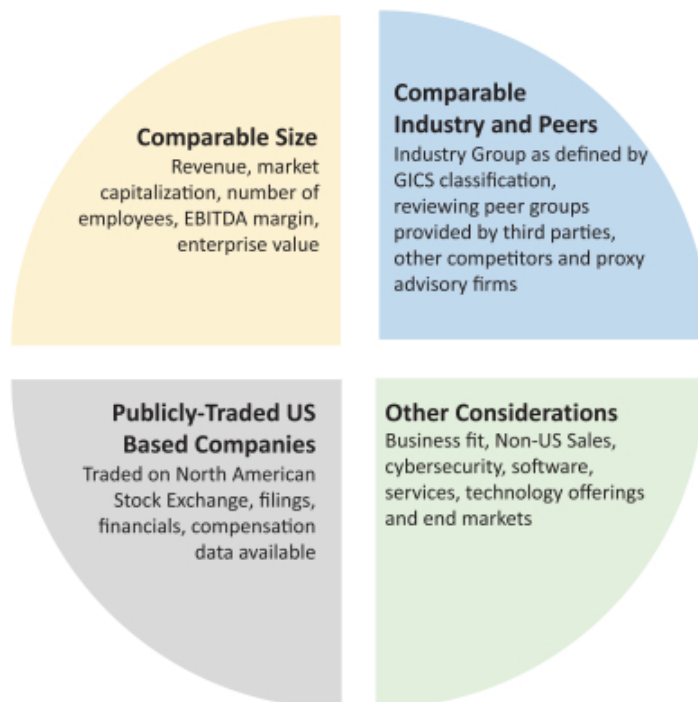 Comparable Size
Revenue, market
capitalization, number of
employees, EBITDA margin,
enterprise value
Comparable
Industry and Peers
Industry Group as defined by
GICS classification,
reviewing peer groups
provided by third parties,
other competitors and proxy
advisory firms
Publicly-Traded US
Based Companies
Traded on North American
Stock Exchange, filings,
financials, compensation
data available
Other Considerations
Business fit, Non-US Sales,
cybersecurity, software,
services, technology offerings
and end markets